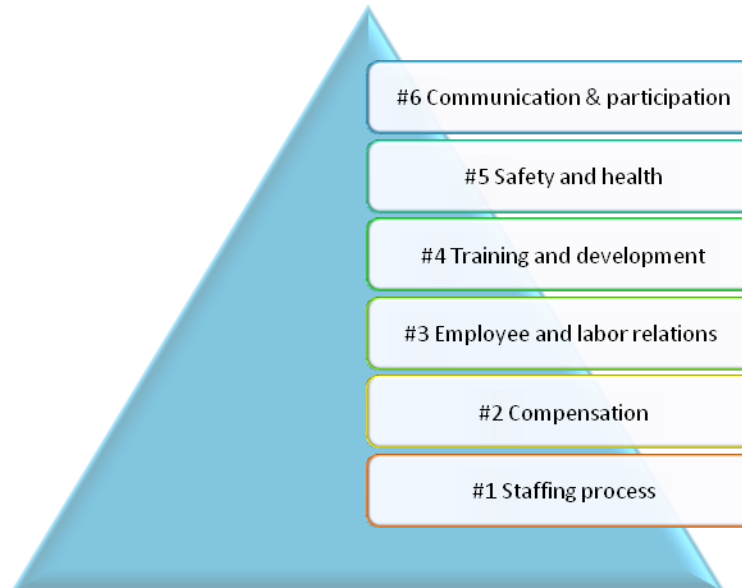 #6 Communication & participation
#5 Safety and health
#4 Training and development
#3 Employee and labor relations
#2 Compensation
#1 Staffing process